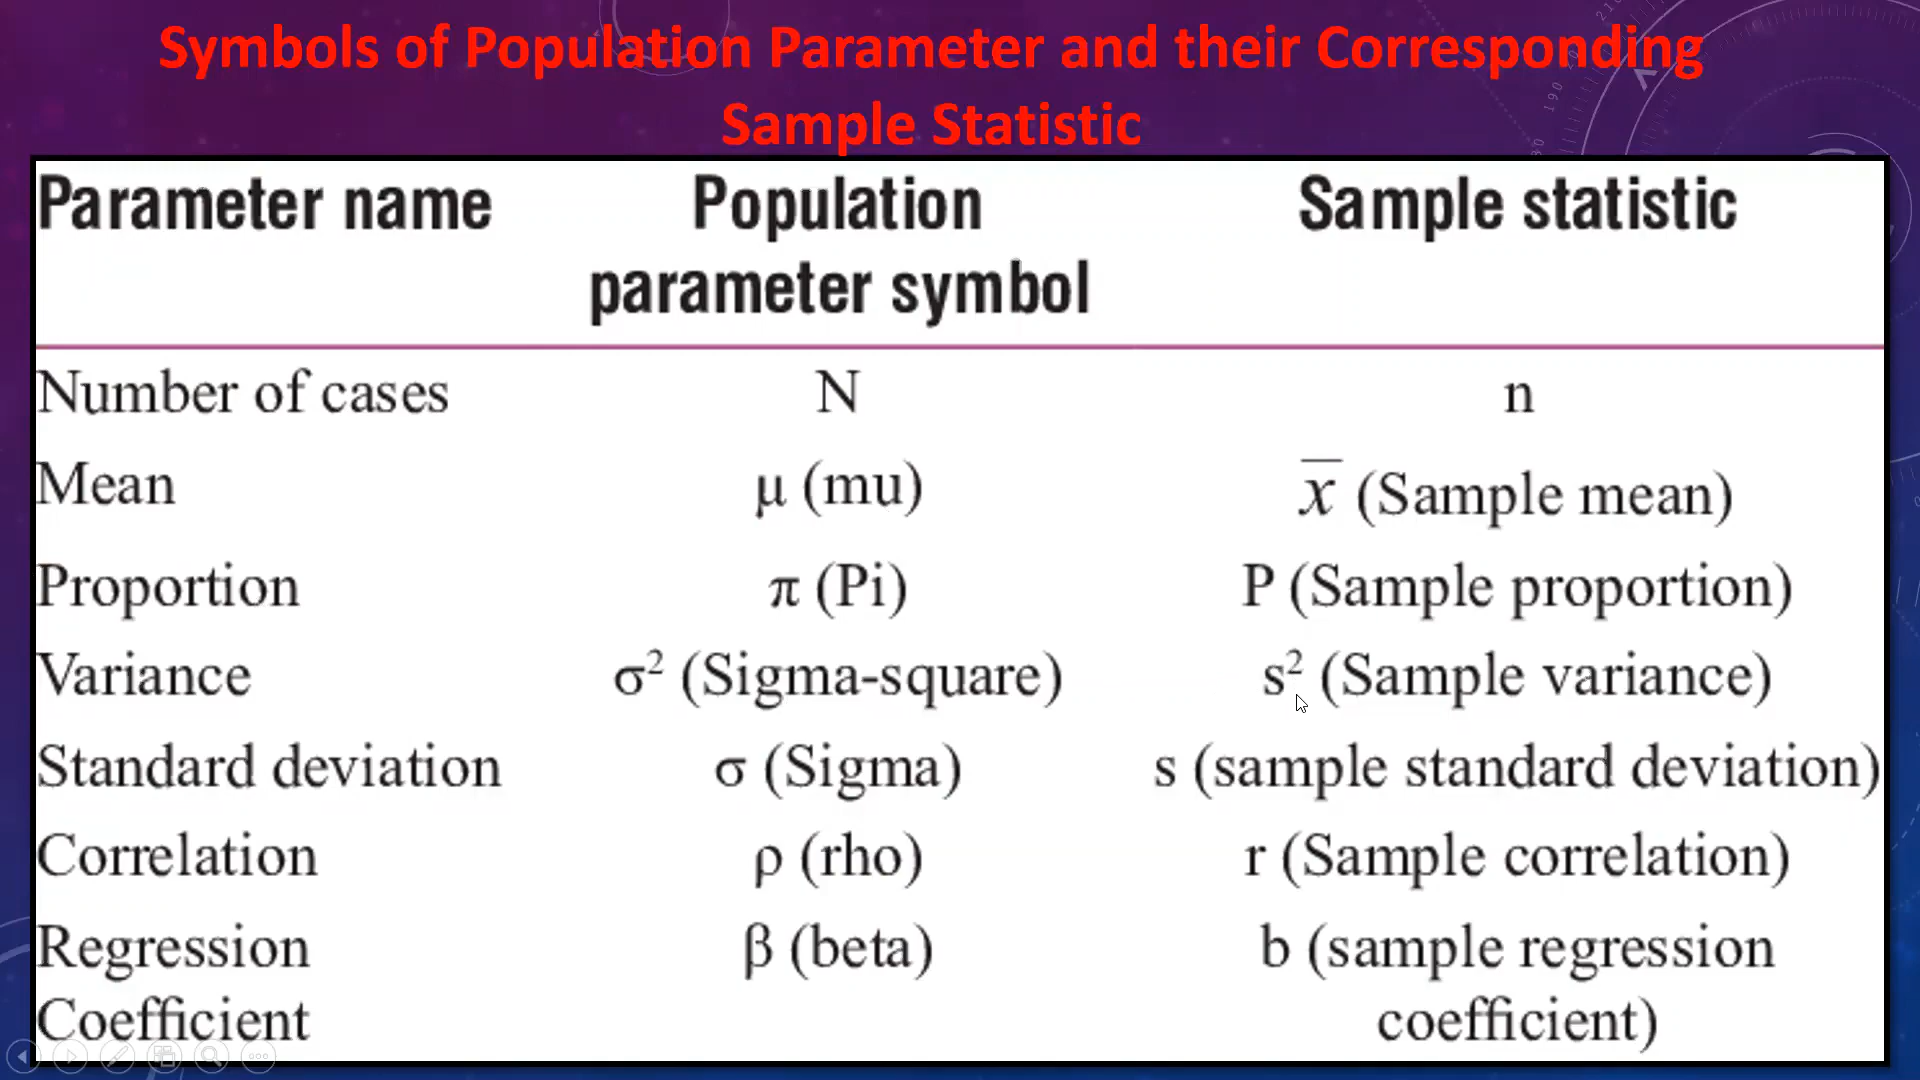 Symbols of Population Parameter and their Corresponding
Sample Statistic
Parameter name Population Sample statistic
parameter symbol
Number of cases N n
Mean μ (mu) x̅ (Sample mean)
Proportion π (Pi) P (Sample proportion)
Variance σ² (Sigma-square) s² (Sample variance)
Standard deviation σ (Sigma) s (sample standard deviation)
Correlation ρ (rho) r (Sample correlation)
Regression β (beta) b (sample regression
Coefficient coefficient)